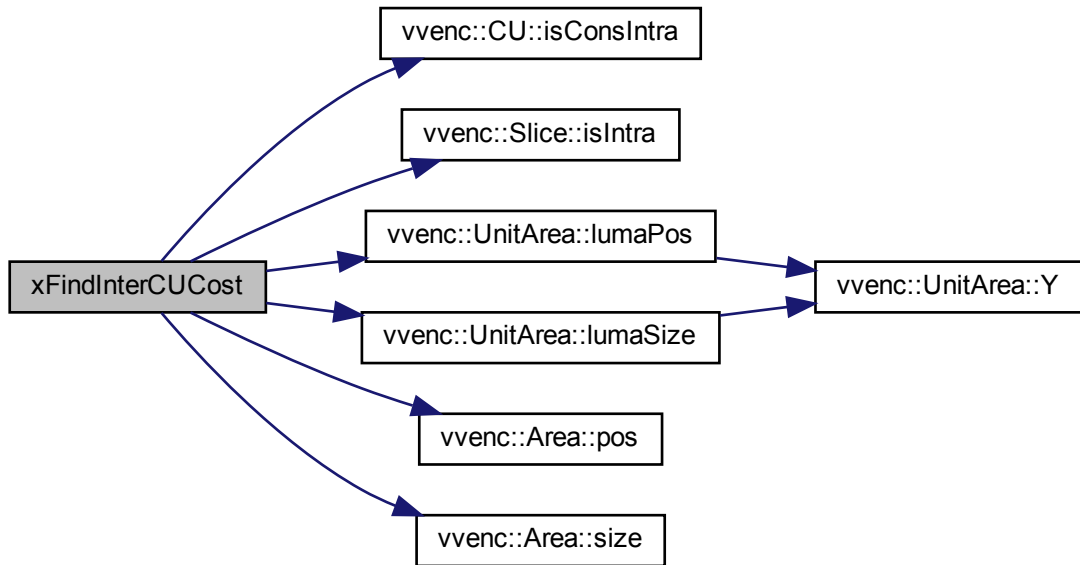 vvenc::CU::isConsIntra
vvenc::Slice::isIntra
vvenc::UnitArea::lumaPos
xFindInterCUCost
vvenc::UnitArea::Y
vvenc::UnitArea::lumaSize
vvenc::Area::pos
vvenc::Area::size